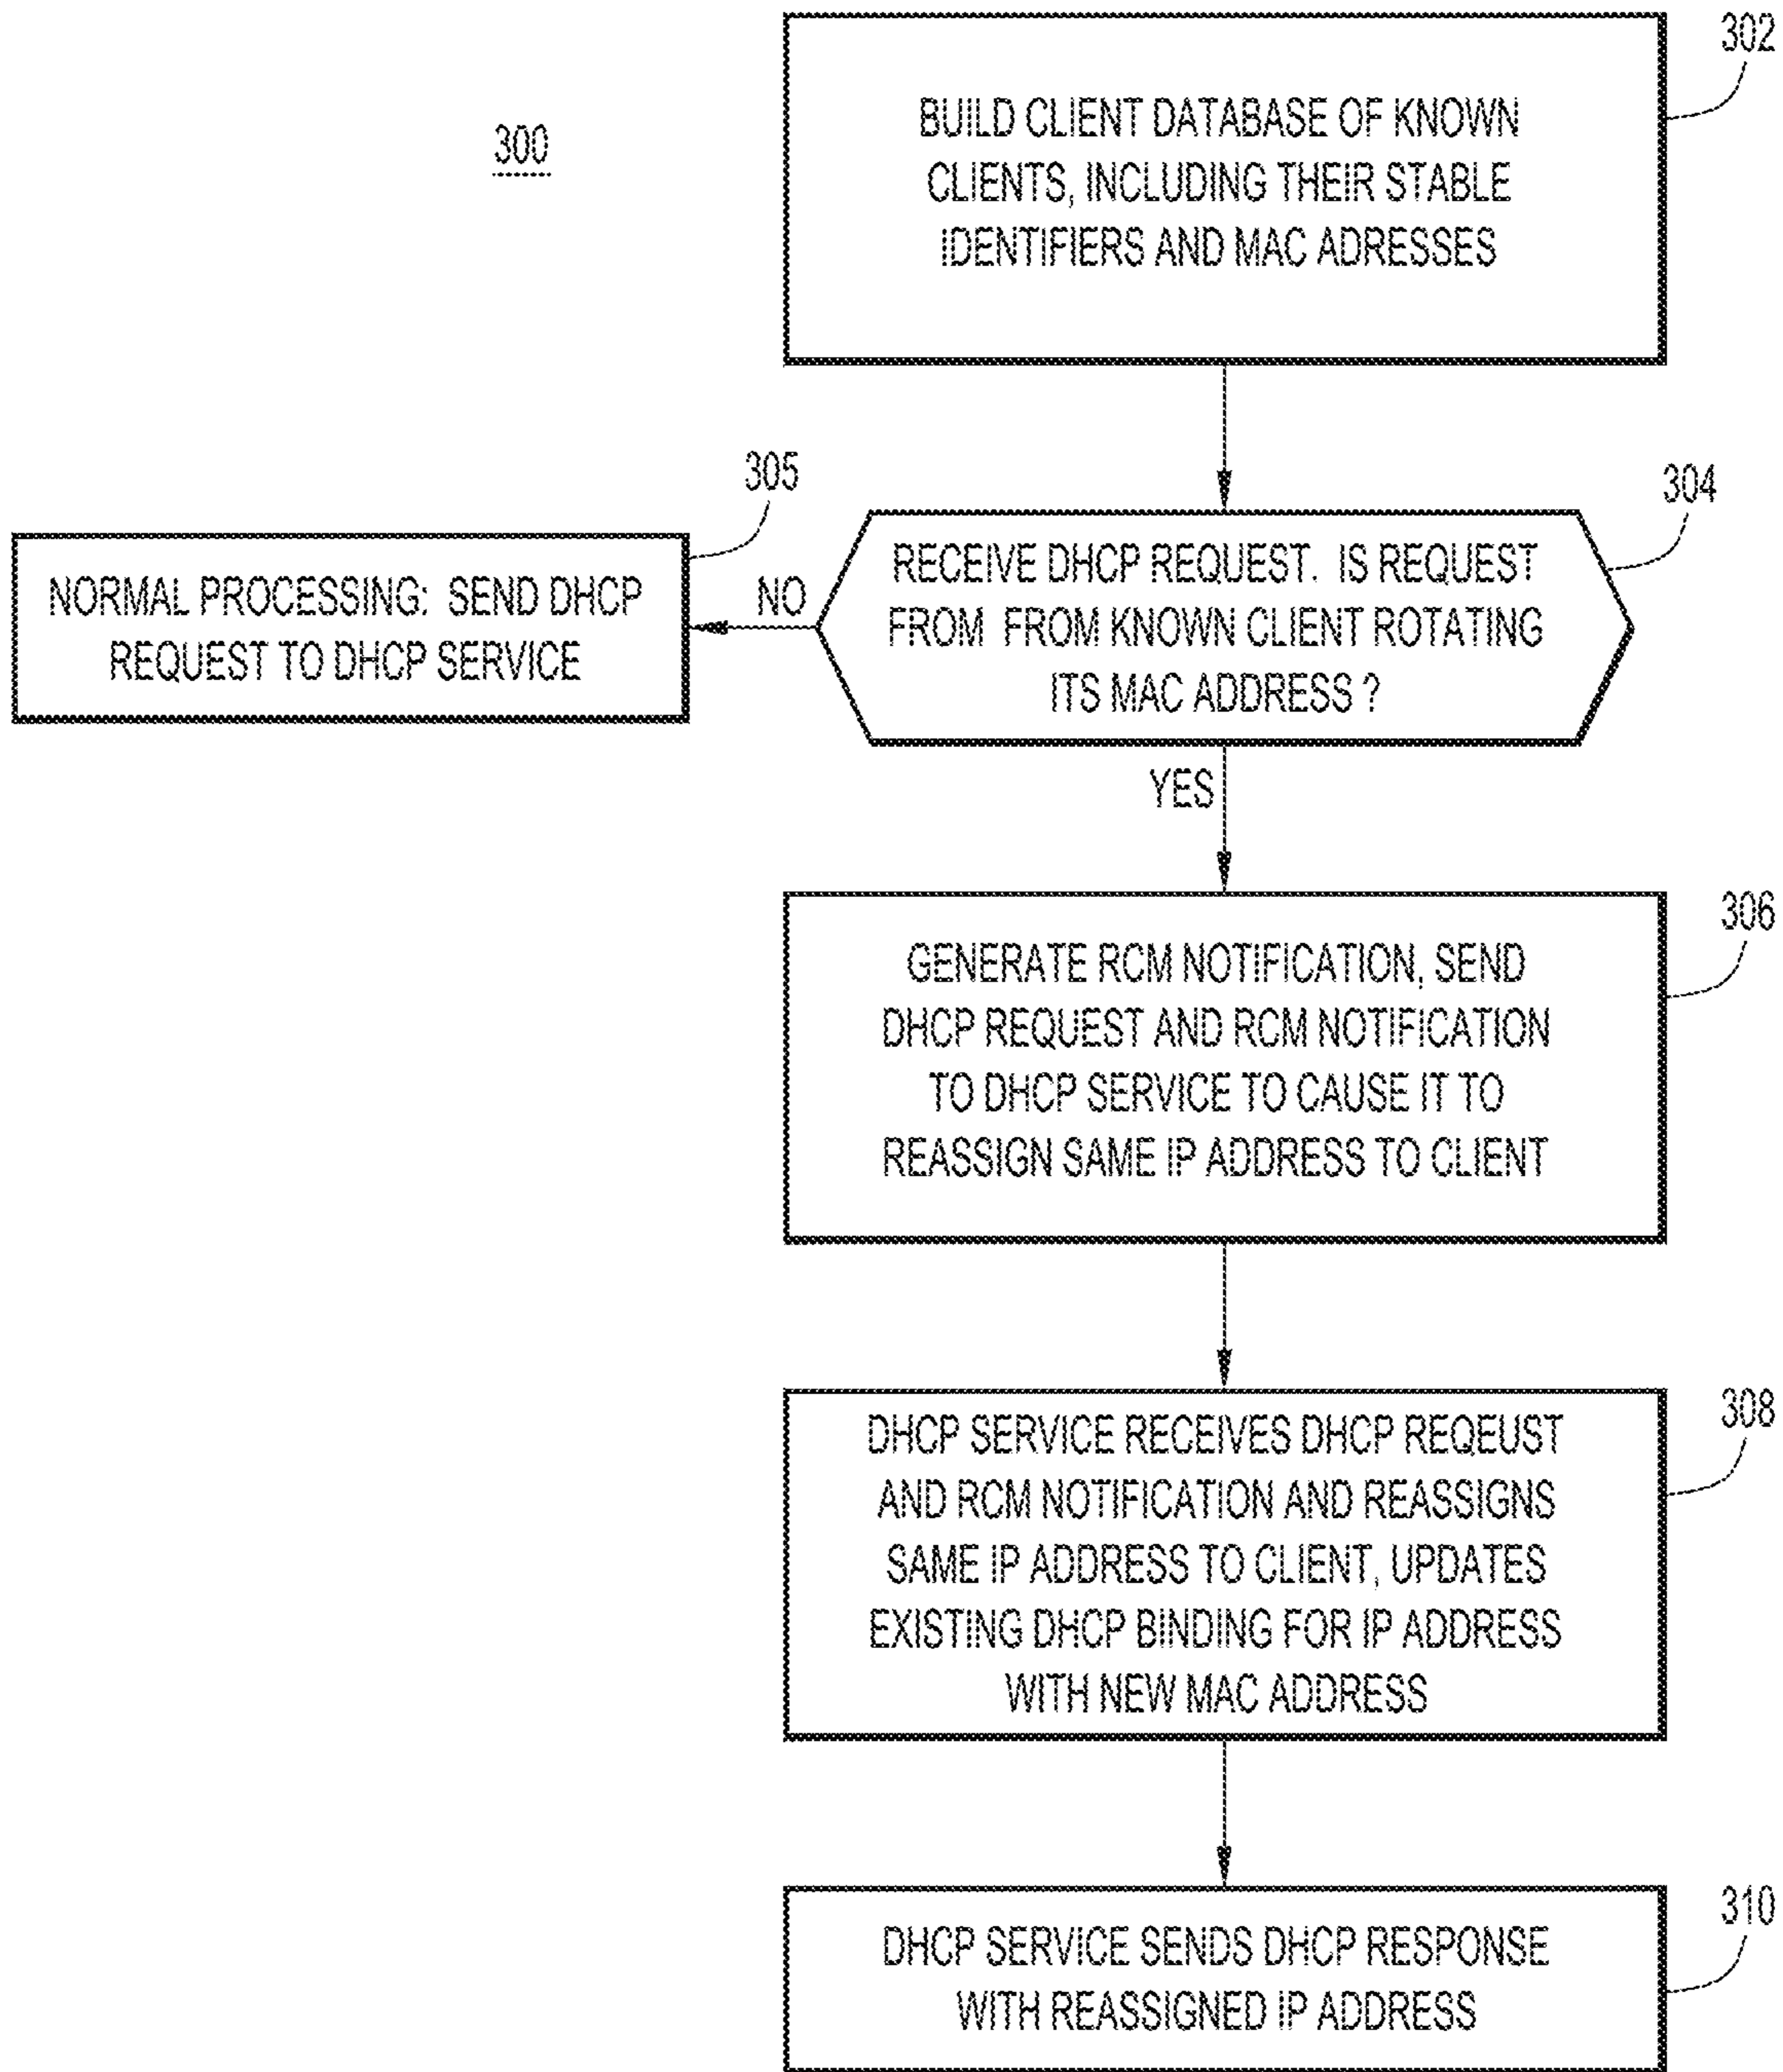 300
302
BUILD CLIENT DATABASE OF KNOWN
CLIENTS, INCLUDING THEIR STABLE
IDENTIFIERS AND MAC ADRESSES
304
RECEIVE DHCP REQUEST. IS REQUEST
FROM FROM KNOWN CLIENT ROTATING
ITS MAC ADDRESS ?
NO
305
NORMAL PROCESSING: SEND DHCP
REQUEST TO DHCP SERVICE
YES
306
GENERATE RCM NOTIFICATION, SEND
DHCP REQUEST AND RCM NOTIFICATION
TO DHCP SERVICE TO CAUSE IT TO
REASSIGN SAME IP ADDRESS TO CLIENT
308
DHCP SERVICE RECEIVES DHCP REQEUST
AND RCM NOTIFICATION AND REASSIGNS
SAME IP ADDRESS TO CLIENT, UPDATES
EXISTING DHCP BINDING FOR IP ADDRESS
WITH NEW MAC ADDRESS
310
DHCP SERVICE SENDS DHCP RESPONSE
WITH REASSIGNED IP ADDRESS